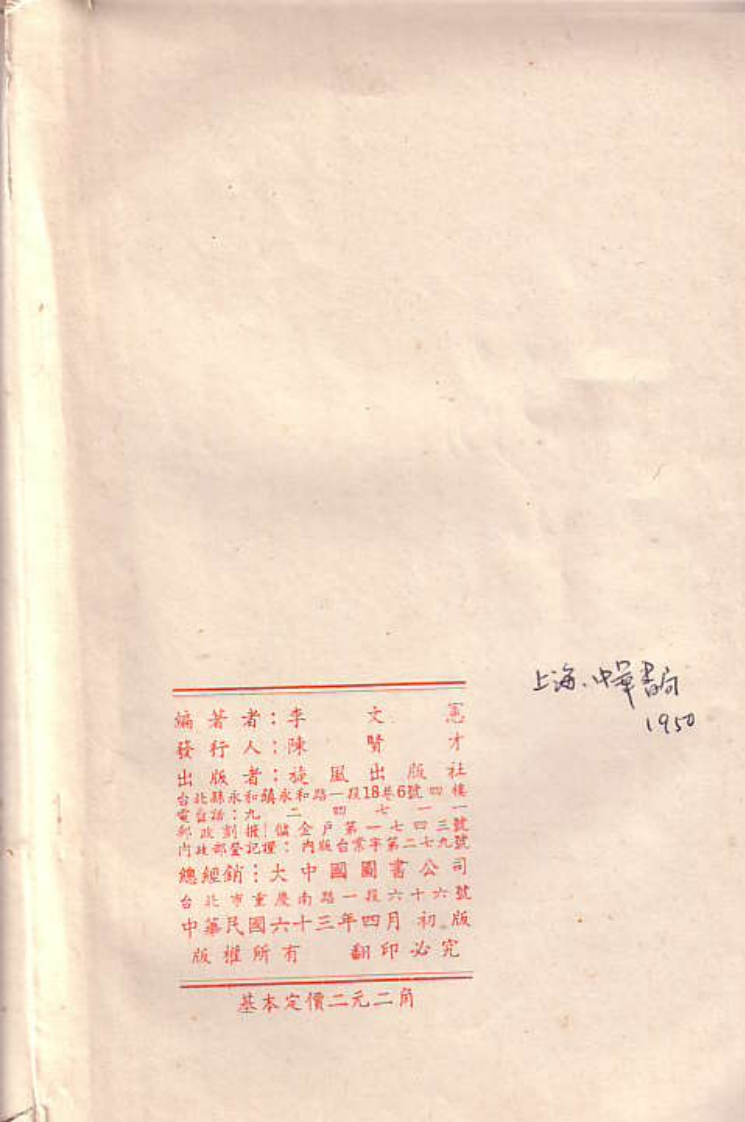 編著者：李文憲
發行人：陳賢才
出版者：旋風出版社
台北縣永和鎮永和路一段18巷6號四樓
電話：九二四七一一
郵政劃撥儲金戶第一七四三號
內政部登記證：內版台業字第二七九號
總經銷：大中國圖書公司
台北市重慶南路一段六十六號
中華民國六十三年四月初版
版權所有 翻印必究
基本定價二元二角
上海.中華書局
1950